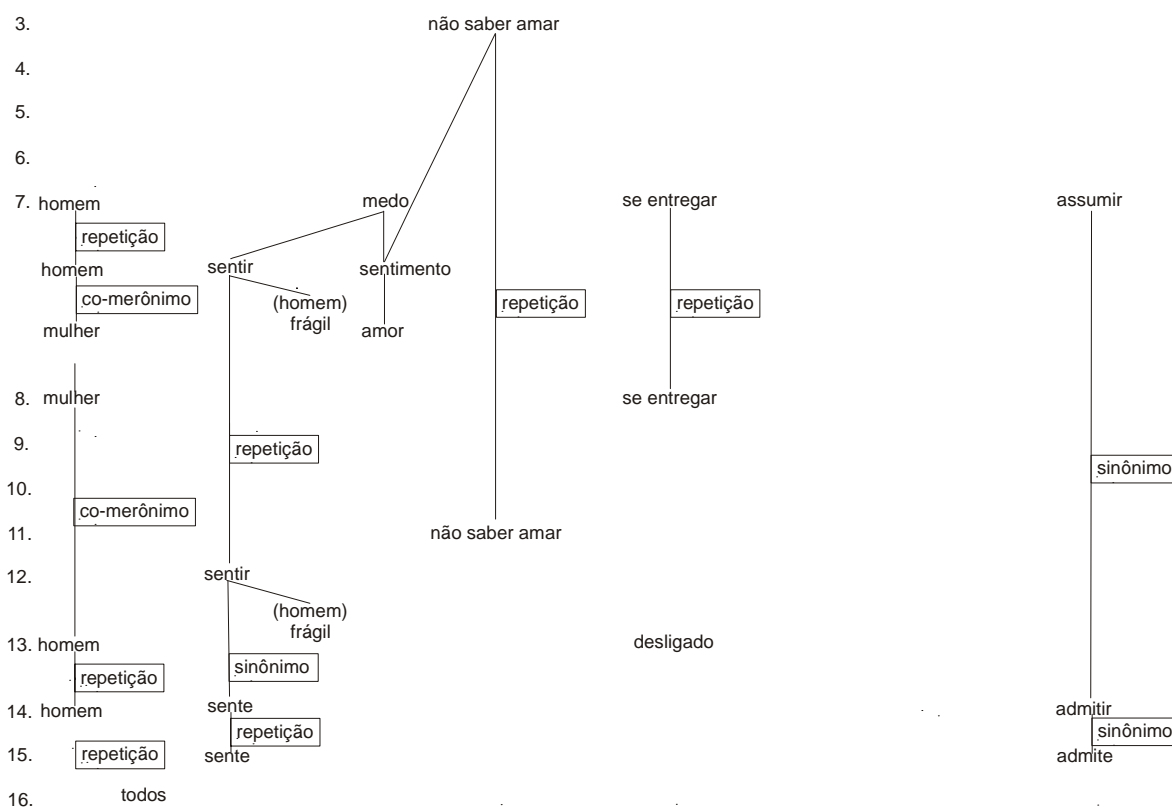 3. não saber amar
4.
5.
6.
7. homem medo se entregar assumir
repetição
homem sentir sentimento
co-merônimo (homem) repetição repetição
frágil
mulher amor
8. mulher se entregar
9. repetição
sinônimo
10.
co-merônimo
11. não saber amar
12. sentir
(homem)
frágil
13. homem desligado
repetição sinônimo
14. homem sente admitir
repetição sinônimo
15. repetição sente admite
16. todos